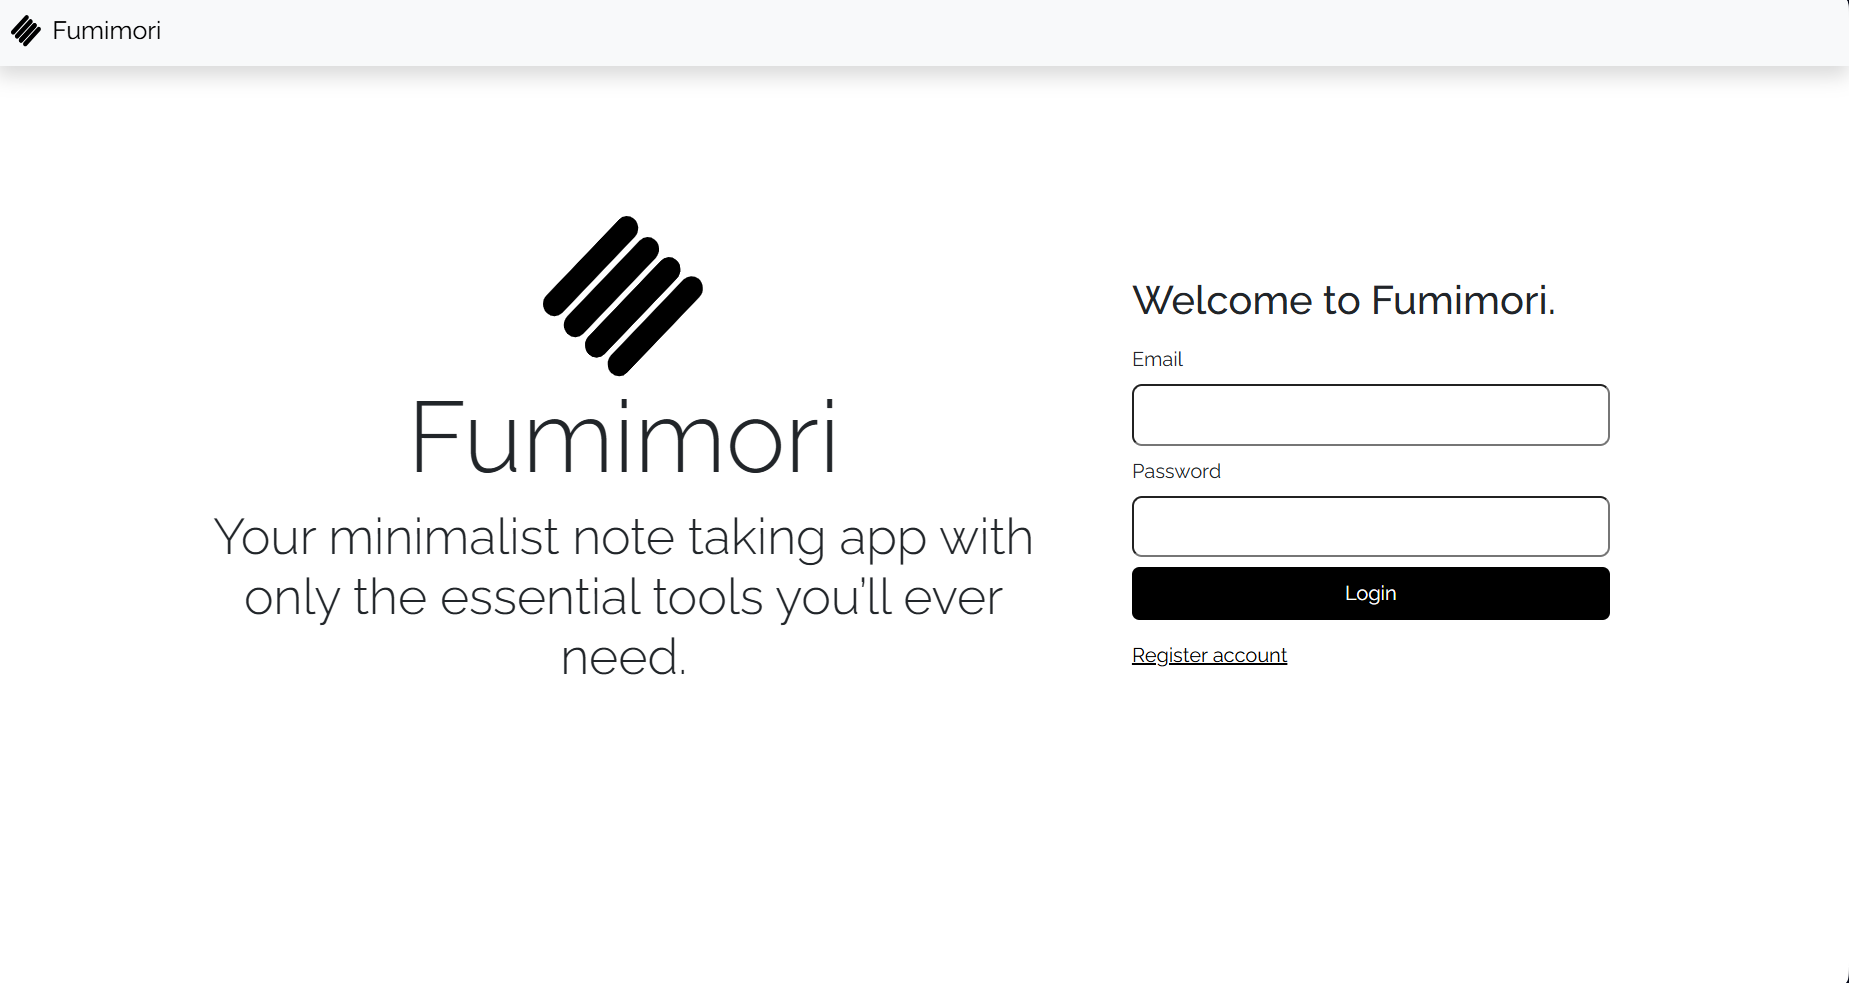 Fumimori
Fumimori
Your minimalist note taking app with
only the essential tools you’ll ever
need.
Welcome to Fumimori.
Email
Password
Login
Register account